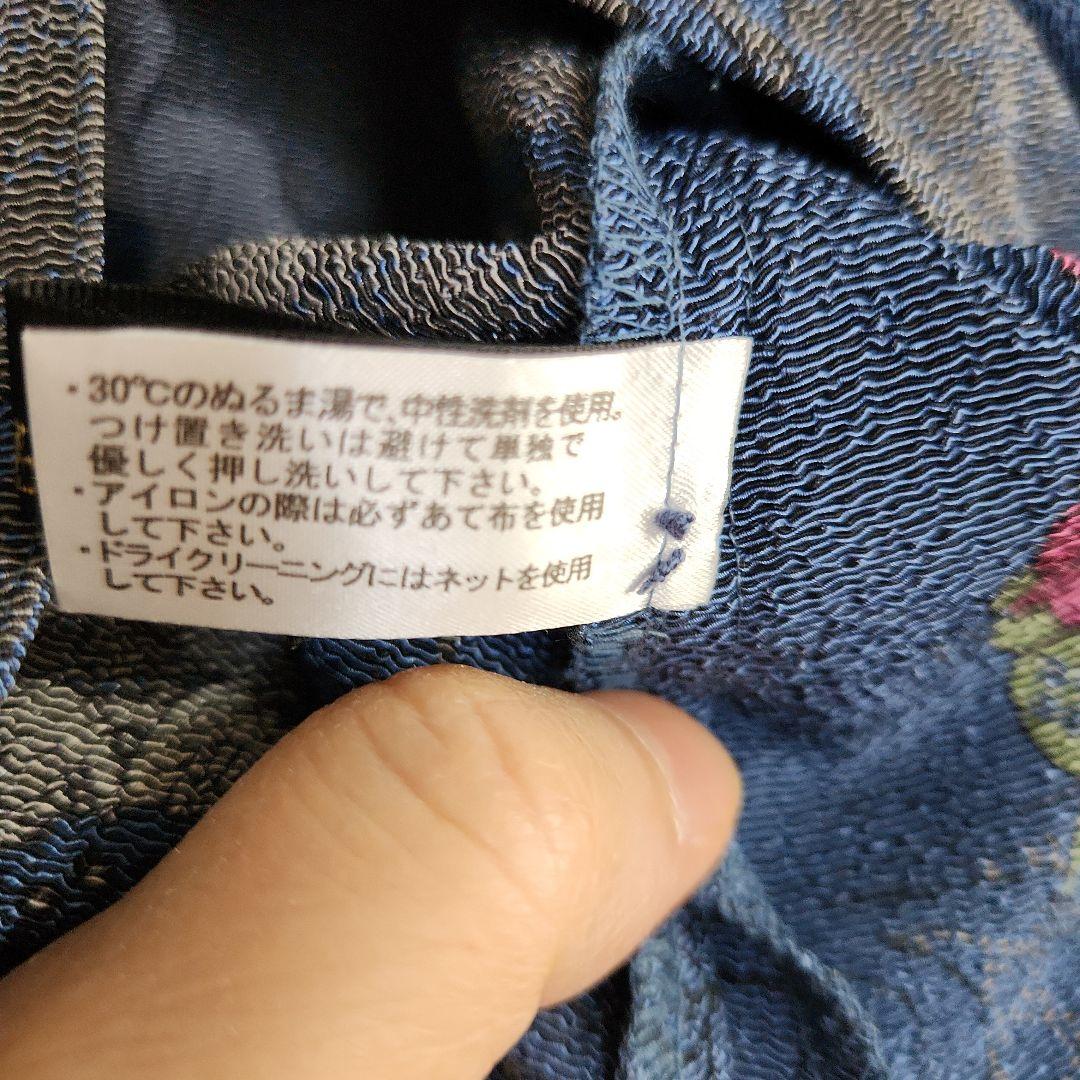 ・30℃のぬるま湯で、中性洗剤を使用。
つけ置き洗いは避けて単独で
優しく押し洗いして下さい。
・アイロンの際は必ずあて布を使用
して下さい。
・ドライクリーニングにはネットを使用
して下さい。